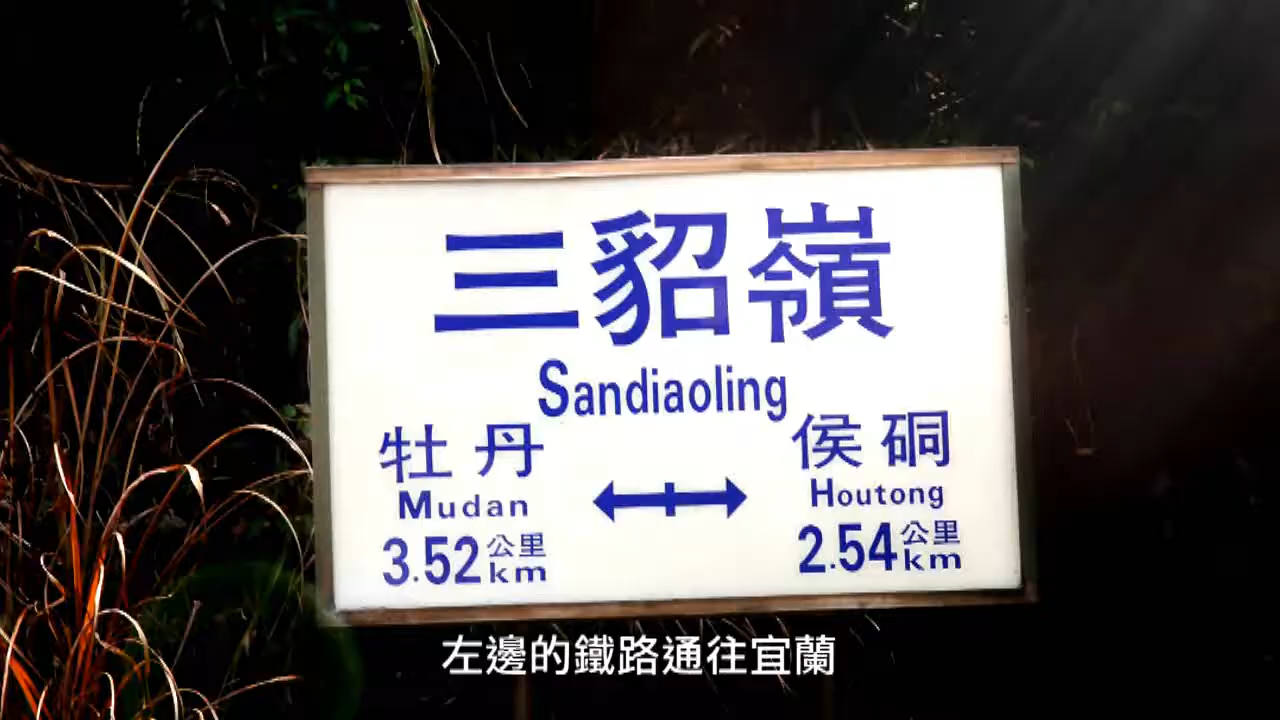 三貂嶺
Sandiaoling
牡丹
Mudan
3.52公里 km
侯硐
Houtong
2.54公里 km
左邊的鐵路通往宜蘭